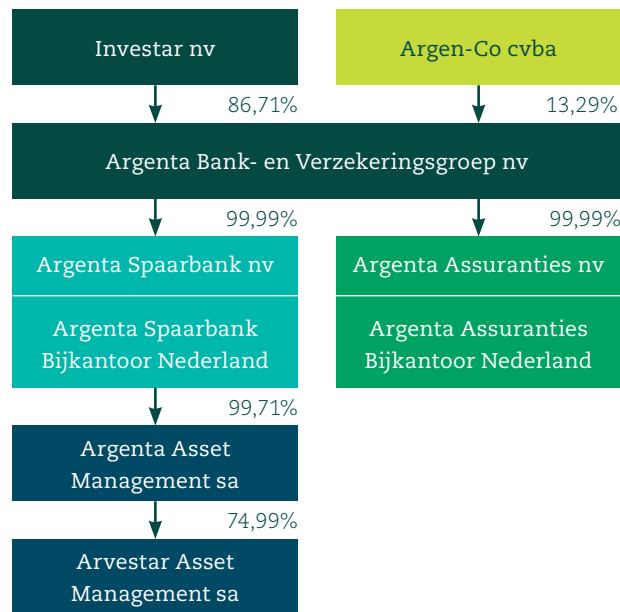 Investar nv
Argen-Co cvba
86,71%
13,29%
Argenta Bank- en Verzekeringsgroep nv
99,99%
99,99%
Argenta Spaarbank nv
Argenta Assuranties nv
Argenta Spaarbank
Bijkantoor Nederland
Argenta Assuranties
Bijkantoor Nederland
99,71%
Argenta Asset
Management sa
74,99%
Arvestar Asset
Management sa